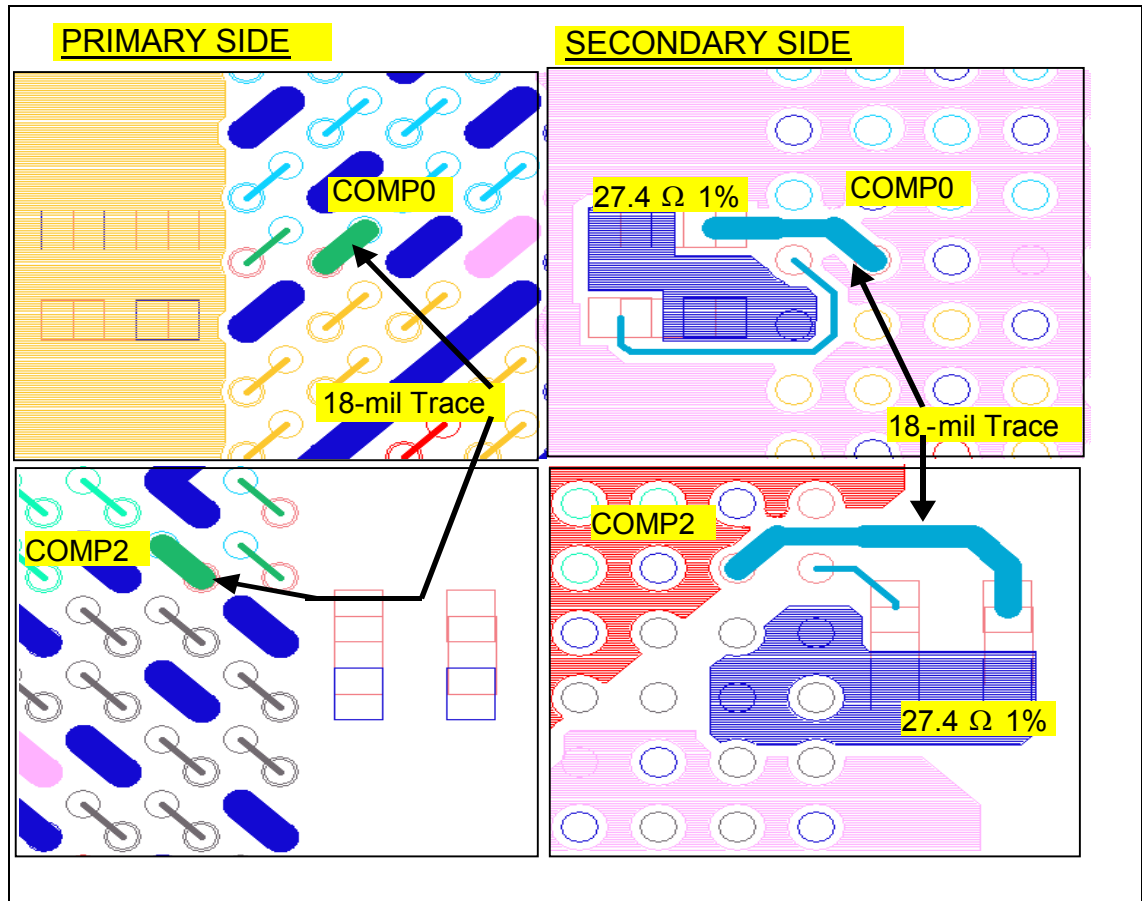 PRIMARY SIDE
SECONDARY SIDE
COMP0
27.4 Ω 1%
COMP0
18-mil Trace
18 -mil Trace
COMP2
COMP2
27.4 Ω 1%